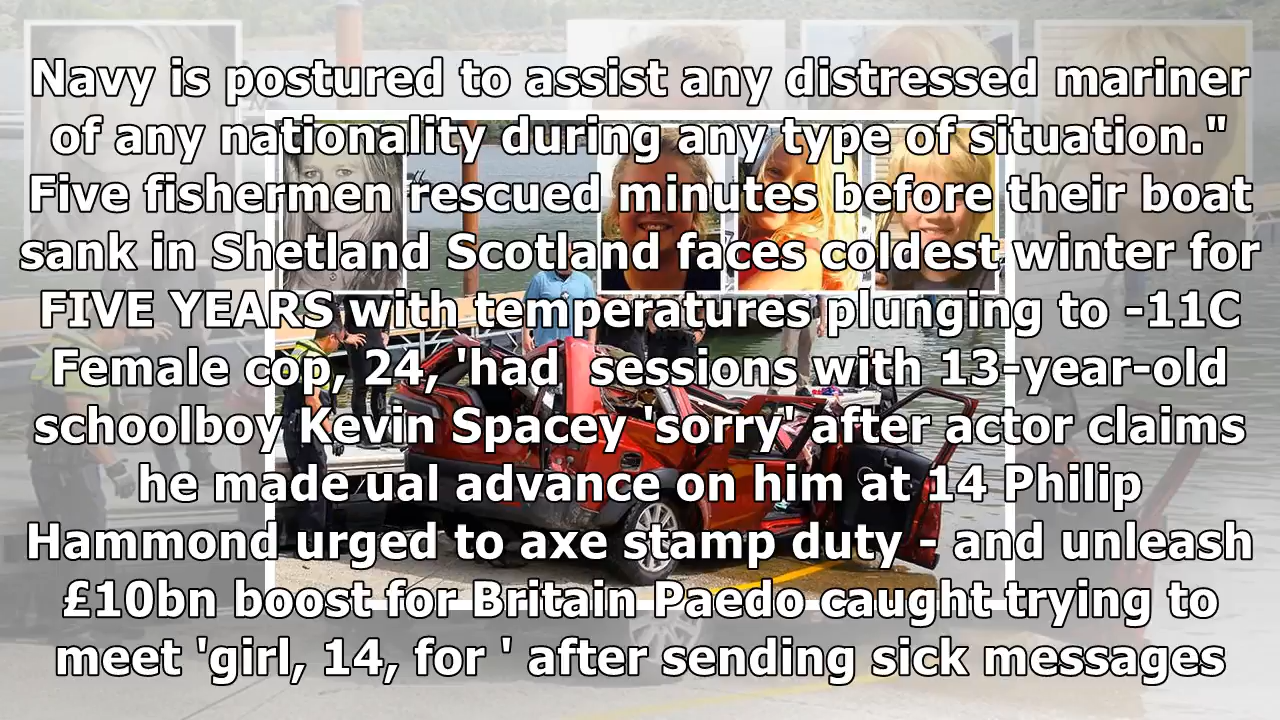 Navy is postured to assist any distressed mariner
of any nationality during any type of situation."
Five fishermen rescued minutes before their boat
sank in Shetland Scotland faces coldest winter for
FIVE YEARS with temperatures plunging to -11C
Female cop, 24, 'had  sessions with 13-year-old
schoolboy Kevin Spacey 'sorry' after actor claims
he made ual advance on him at 14 Philip
Hammond urged to axe stamp duty - and unleash
£10bn boost for Britain Paedo caught trying to
meet 'girl, 14, for ' after sending sick messages